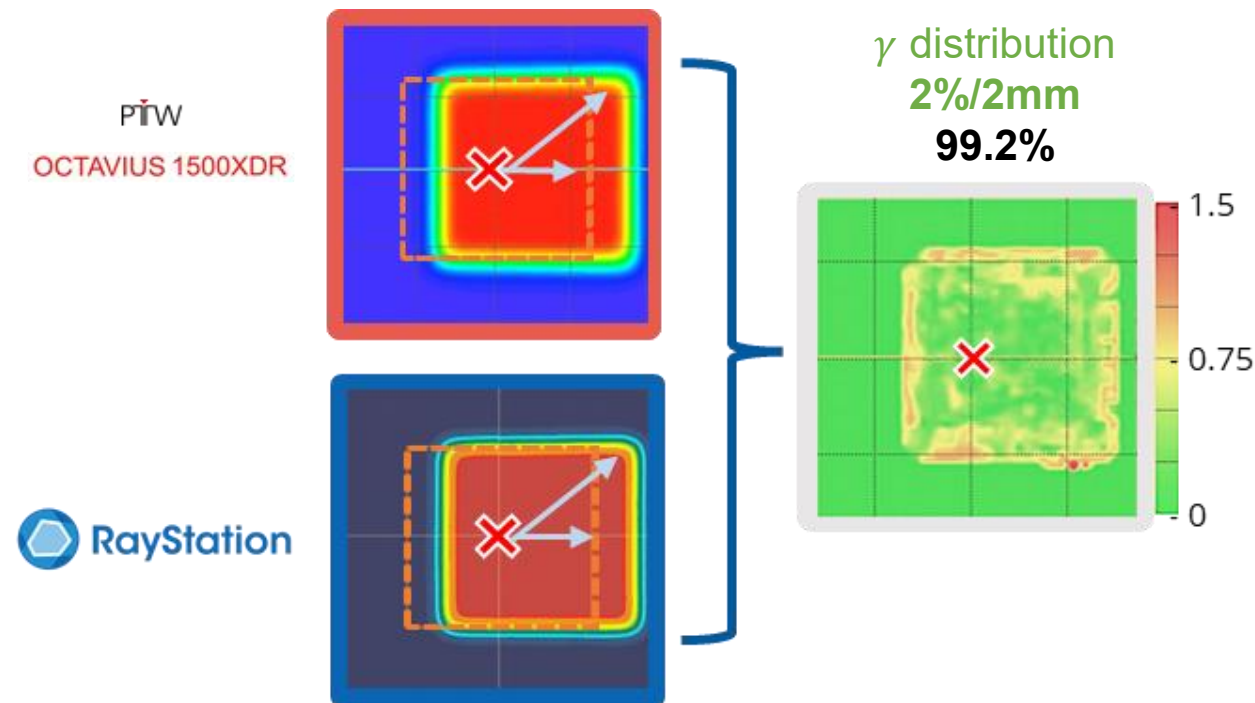 PTW
OCTAVIUS 1500XDR
RayStation
γ distribution
2%/2mm
99.2%
1.5
0.75
0